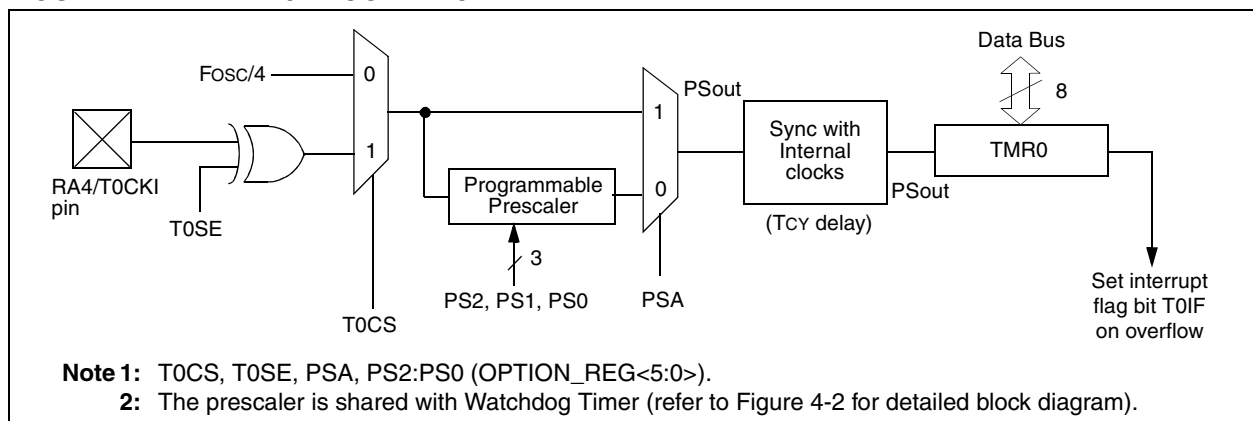 Data Bus
FOSC/4
0
8
PSout
1
1
Sync with
Internal
clocks
TMR0
RA4/T0CKI
pin
Programmable
Prescaler
0
PSout
T0SE
(TCY delay)
3
PS2, PS1, PS0
PSA
Set interrupt
flag bit T0IF
on overflow
T0CS
Note 1: T0CS, T0SE, PSA, PS2:PS0 (OPTION_REG<5:0>).
2: The prescaler is shared with Watchdog Timer (refer to Figure 4-2 for detailed block diagram).